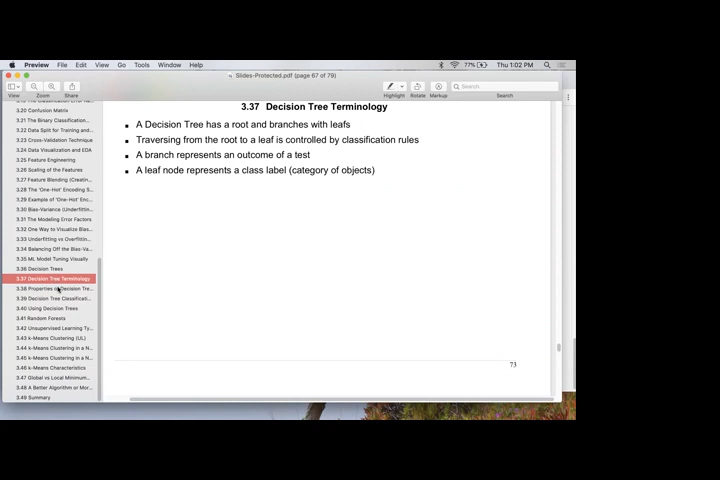 Preview File Edit View Go Tools Window Help
77% Thu 1:02 PM
Slides-Protected.pdf (page 67 of 79)
View Zoom Share Highlight Rotate Markup Search
Search
3.20 Confusion Matrix
3.21 The Binary Classification...
3.22 Data Split for Training and...
3.23 Cross-Validation Technique
3.24 Data Visualization and EDA
3.25 Feature Engineering
3.26 Scaling of the Features
3.27 Feature Blending (Creatin...
3.28 The 'One-Hot' Encoding S...
3.29 Example of 'One-Hot' Enc...
3.30 Bias-Variance (Underfittin...
3.31 The Modeling Error Factors
3.32 One Way to Visualize Bias...
3.33 Underfitting vs Overfittin...
3.34 Balancing Off the Bias-Va...
3.35 ML Model Tuning Visually
3.36 Decision Trees
3.37 Decision Tree Terminology
3.38 Properties of Decision Tre...
3.39 Decision Tree Classificati...
3.40 Using Decision Trees
3.41 Random Forests
3.42 Unsupervised Learning Ty...
3.43 k-Means Clustering (UL)
3.44 k-Means Clustering in a N...
3.45 k-Means Clustering in a N...
3.46 k-Means Characteristics
3.47 Global vs Local Minimum...
3.48 A Better Algorithm or Mor...
3.49 Summary
3.37 Decision Tree Terminology
▪ A Decision Tree has a root and branches with leafs
▪ Traversing from the root to a leaf is controlled by classification rules
▪ A branch represents an outcome of a test
▪ A leaf node represents a class label (category of objects)
73